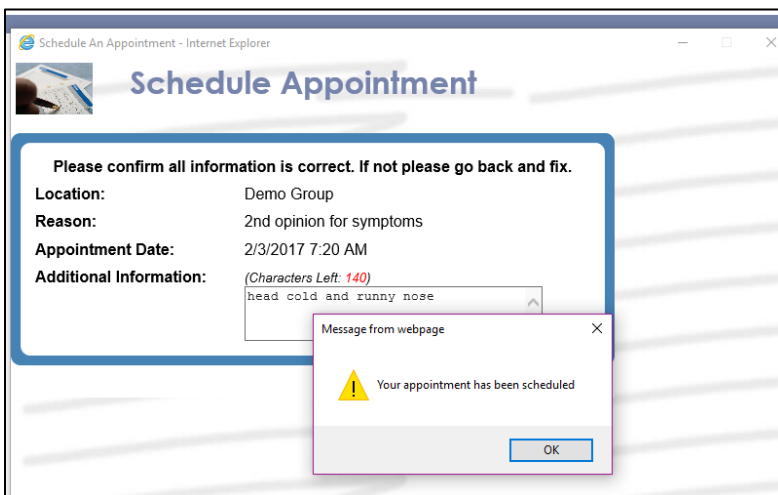 Schedule An Appointment - Internet Explorer
Schedule Appointment
Please confirm all information is correct. If not please go back and fix.
Location: Demo Group
Reason: 2nd opinion for symptoms
Appointment Date: 2/3/2017 7:20 AM
Additional Information: (Characters Left: 140)
head cold and runny nose
Message from webpage
Your appointment has been scheduled
OK